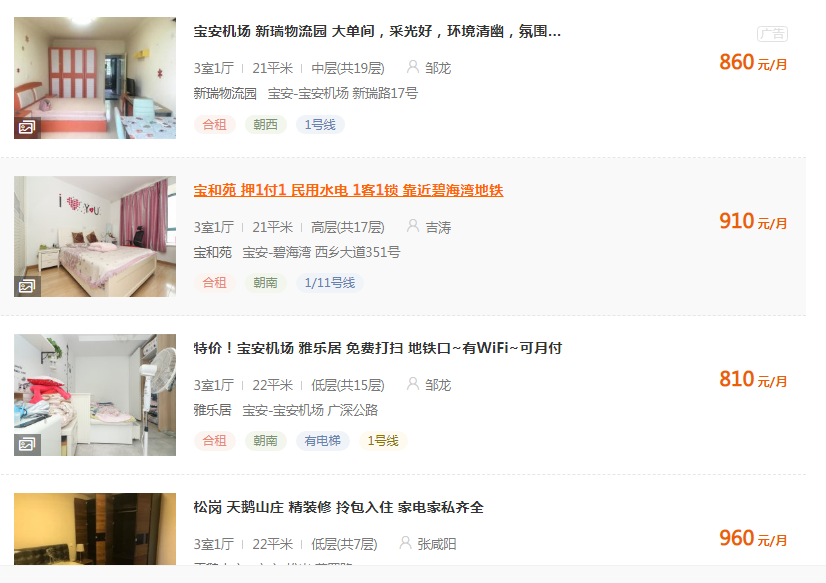 宝安机场 新瑞物流园 大单间，采光好，环境清幽，氛围...
广告
3室1厅 | 21平米 | 中层(共19层) 邹龙
860 元/月
新瑞物流园 宝安-宝安机场 新瑞路17号
合租 朝西 1号线
宝和苑 押1付1 民用水电 1客1锁 靠近碧海湾地铁
3室1厅 | 21平米 | 高层(共17层) 吉涛
910 元/月
宝和苑 宝安-碧海湾 西乡大道351号
合租 朝南 1/11号线
I YOU
特价！宝安机场 雅乐居 免费打扫 地铁口~有WiFi~可月付
3室1厅 | 22平米 | 低层(共15层) 邹龙
810 元/月
雅乐居 宝安-宝安机场 广深公路
合租 朝南 有电梯 1号线
松岗 天鹅山庄 精装修 拎包入住 家电家私齐全
3室1厅 | 22平米 | 低层(共7层) 张咸阳
960 元/月